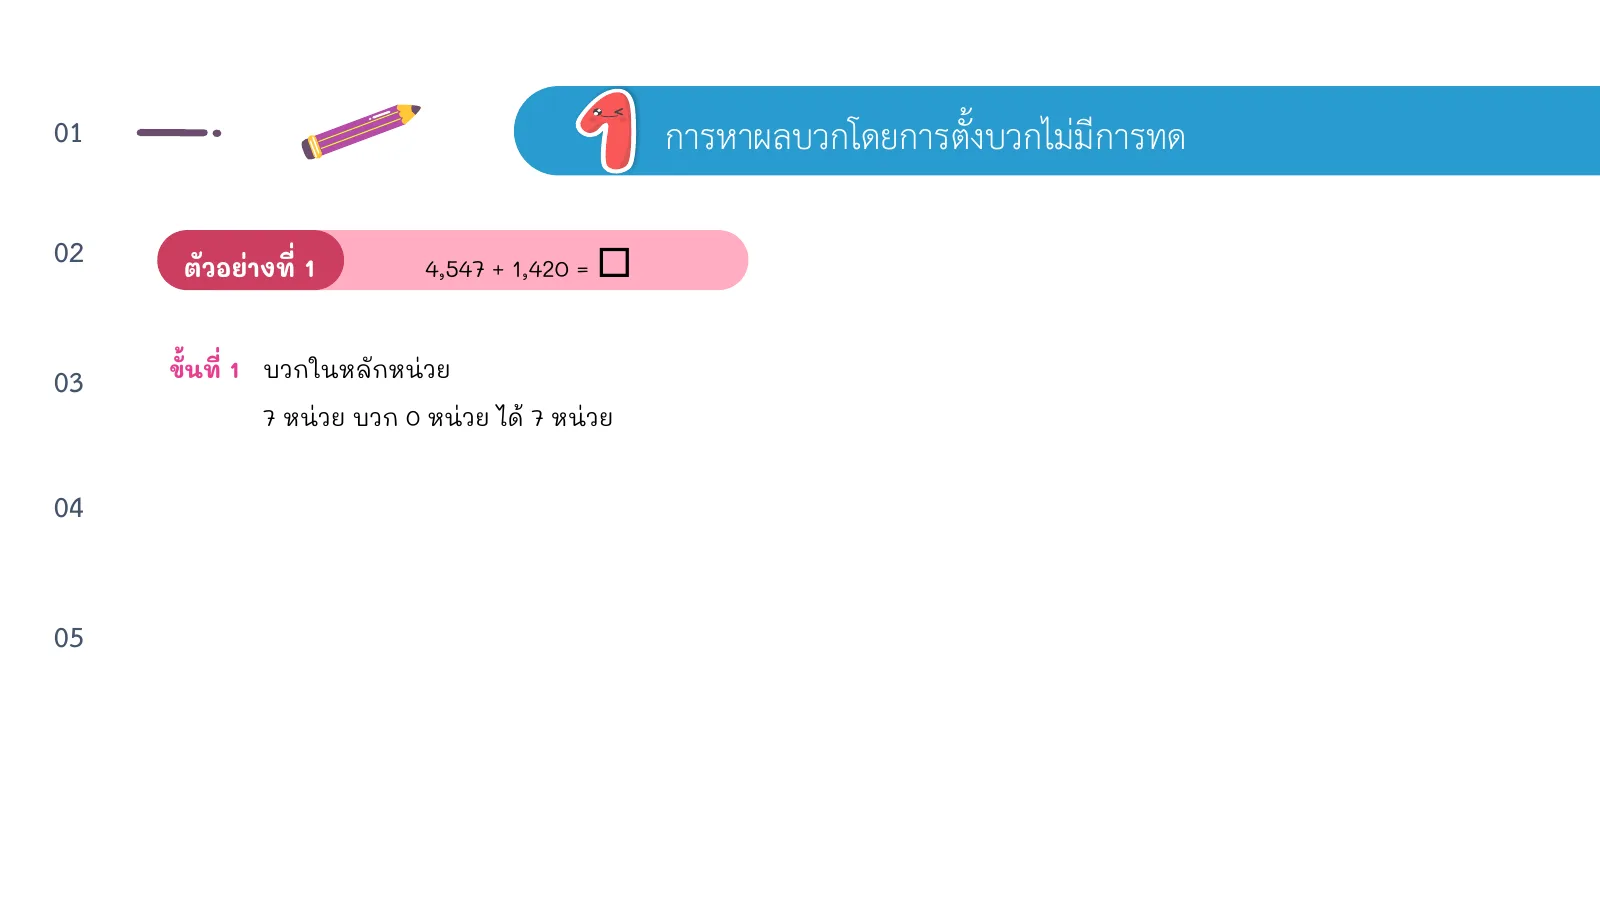 01
1 การหาผลบวกโดยการตั้งบวกไม่มีการทด
02
ตัวอย่างที่ 1 4,547 + 1,420 = □
ขั้นที่ 1 บวกในหลักหน่วย
03
7 หน่วย บวก 0 หน่วย ได้ 7 หน่วย
04
05